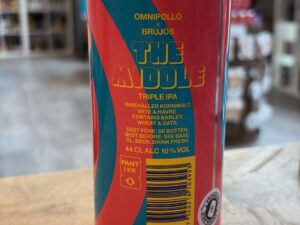 OMNIPOLLO
×
BRUJOS
THE
MIDDLE
TRIPLE IPA
INNEHÅLLER KORNMALT,
VETE & HAVRE.
CONTAINS BARLEY,
WHEAT & OATS.
BÄST FÖRE: SE BOTTEN.
BEST BEFORE: SEE BASE.
ÖL, BEER, DRINK FRESH.
44 CL ALC 10% VOL
PANT
1 KR